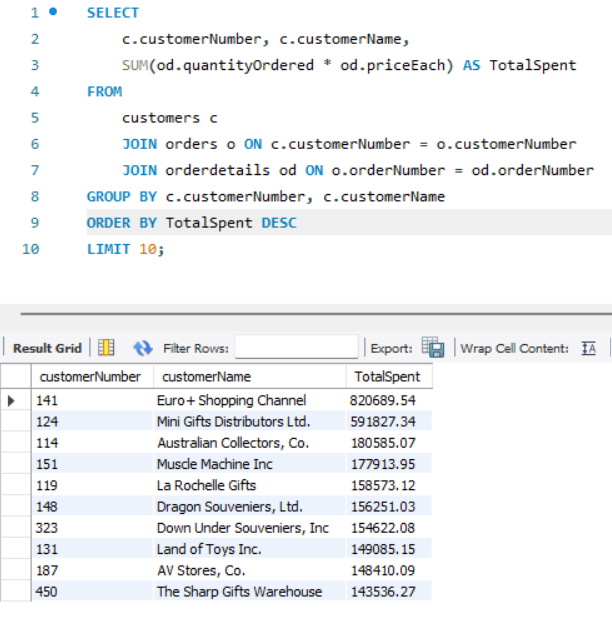 1 SELECT
2 c.customerNumber, c.customerName,
3 SUM(od.quantityOrdered * od.priceEach) AS TotalSpent
4 FROM
5 customers c
6 JOIN orders o ON c.customerNumber = o.customerNumber
7 JOIN orderdetails od ON o.orderNumber = od.orderNumber
8 GROUP BY c.customerNumber, c.customerName
9 ORDER BY TotalSpent DESC
10 LIMIT 10;
Result Grid Filter Rows: Export: Wrap Cell Content: IA
customerNumber customerName TotalSpent
141 Euro+ Shopping Channel 820689.54
124 Mini Gifts Distributors Ltd. 591827.34
114 Australian Collectors, Co. 180585.07
151 Muscle Machine Inc 177913.95
119 La Rochelle Gifts 158573.12
148 Dragon Souveniers, Ltd. 156251.03
323 Down Under Souveniers, Inc 154622.08
131 Land of Toys Inc. 149085.15
187 AV Stores, Co. 148410.09
450 The Sharp Gifts Warehouse 143536.27